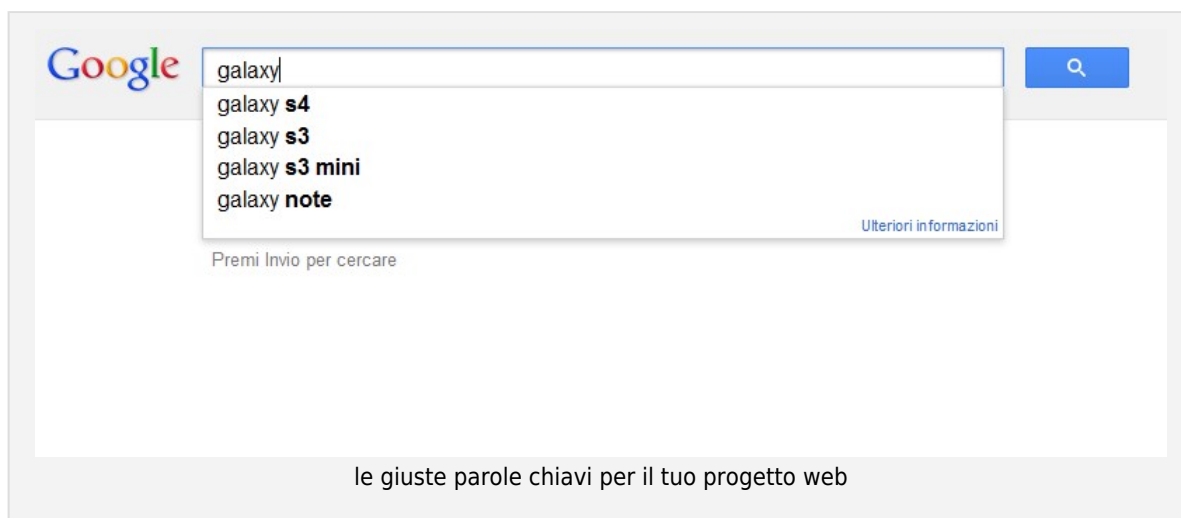 Google
galaxy
galaxy s4
galaxy s3
galaxy s3 mini
galaxy note
Ulteriori informazioni
Premi Invio per cercare
le giuste parole chiavi per il tuo progetto web